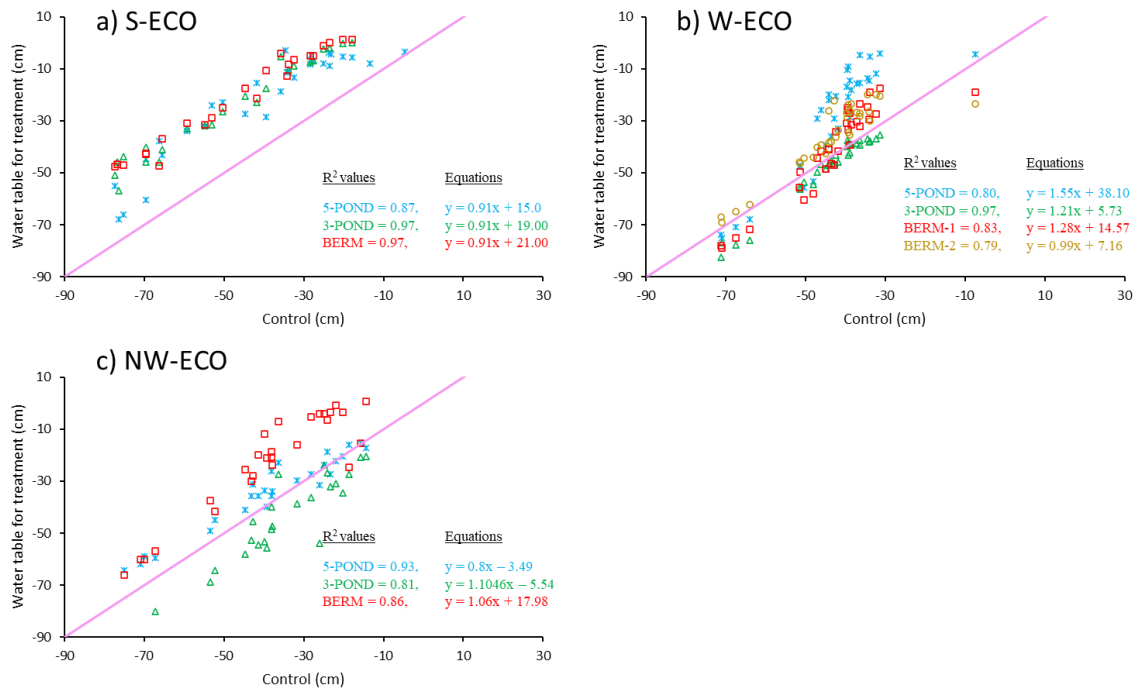 a) S-ECO
Water table for treatment (cm)
10
-10
-30
-50
-70
-90
-90 -70 -50 -30 -10 10 30
Control (cm)
R² values Equations
5-POND = 0.87, y = 0.91x + 15.0
3-POND = 0.97, y = 0.91x + 19.00
BERM = 0.97, y = 0.91x + 21.00
b) W-ECO
Water table for treatment (cm)
10
-10
-30
-50
-70
-90
-90 -70 -50 -30 -10 10 30
Control (cm)
R² values Equations
5-POND = 0.80, y = 1.55x + 38.10
3-POND = 0.97, y = 1.21x + 5.73
BERM-1 = 0.83, y = 1.28x + 14.57
BERM-2 = 0.79, y = 0.99x + 7.16
c) NW-ECO
Water table for treatment (cm)
10
-10
-30
-50
-70
-90
-90 -70 -50 -30 -10 10 30
Control (cm)
R² values Equations
5-POND = 0.93, y = 0.8x – 3.49
3-POND = 0.81, y = 1.1046x – 5.54
BERM = 0.86, y = 1.06x + 17.98